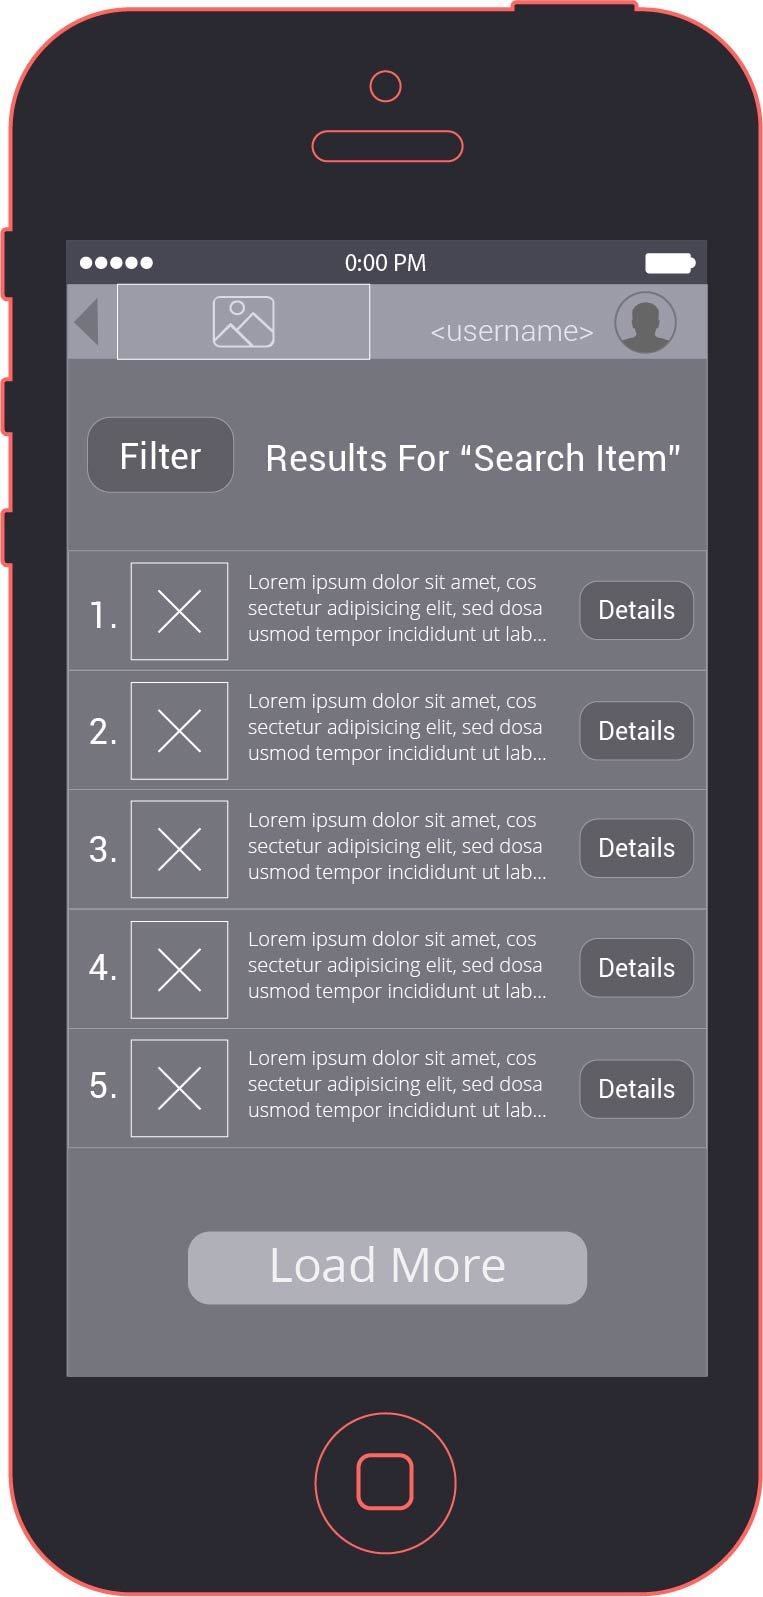 0:00 PM
<username>
Filter
Results For “Search Item”
1.
Lorem ipsum dolor sit amet, cos
sectetur adipisicing elit, sed dosa
usmod tempor incididunt ut lab...
Details
2.
Lorem ipsum dolor sit amet, cos
sectetur adipisicing elit, sed dosa
usmod tempor incididunt ut lab...
Details
3.
Lorem ipsum dolor sit amet, cos
sectetur adipisicing elit, sed dosa
usmod tempor incididunt ut lab...
Details
4.
Lorem ipsum dolor sit amet, cos
sectetur adipisicing elit, sed dosa
usmod tempor incididunt ut lab...
Details
5.
Lorem ipsum dolor sit amet, cos
sectetur adipisicing elit, sed dosa
usmod tempor incididunt ut lab...
Details
Load More